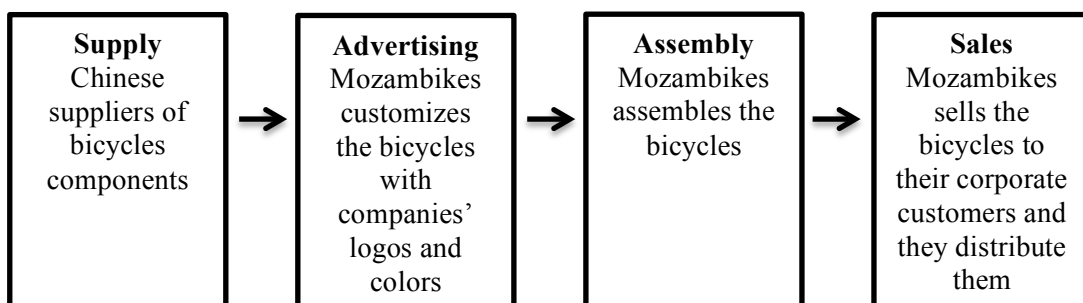 Supply
Chinese
suppliers of
bicycles
components
Advertising
Mozambikes
customizes
the bicycles
with
companies’
logos and
colors
Assembly
Mozambikes
assembles the
bicycles
Sales
Mozambikes
sells the
bicycles to
their corporate
customers and
they distribute
them